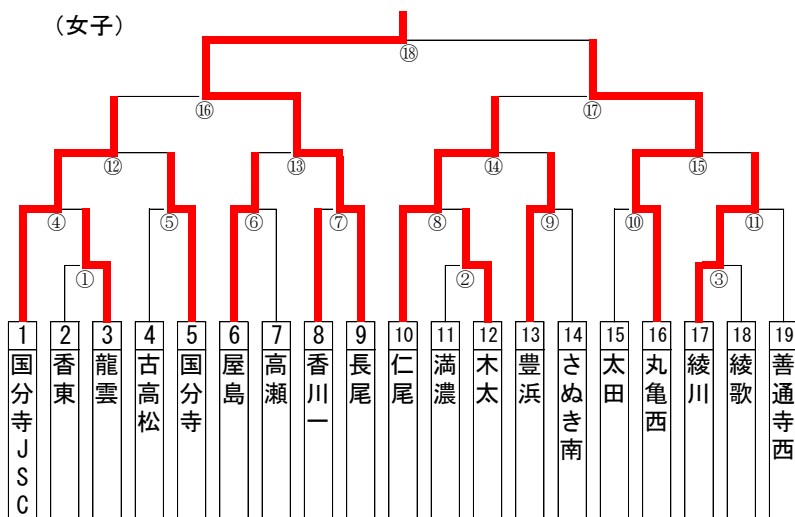 （女子）
⑱
⑯
⑰
⑫
⑬
⑭
⑮
④
⑤
⑥
⑦
⑧
⑨
⑩
⑪
①
②
③
1 国分寺JSC
2 香東
3 龍雲
4 古高松
5 国分寺
6 屋島
7 高瀬
8 香川一
9 長尾
10 仁尾
11 満濃
12 木太
13 豊浜
14 さぬき南
15 太田
16 丸亀西
17 綾川
18 綾歌
19 善通寺西